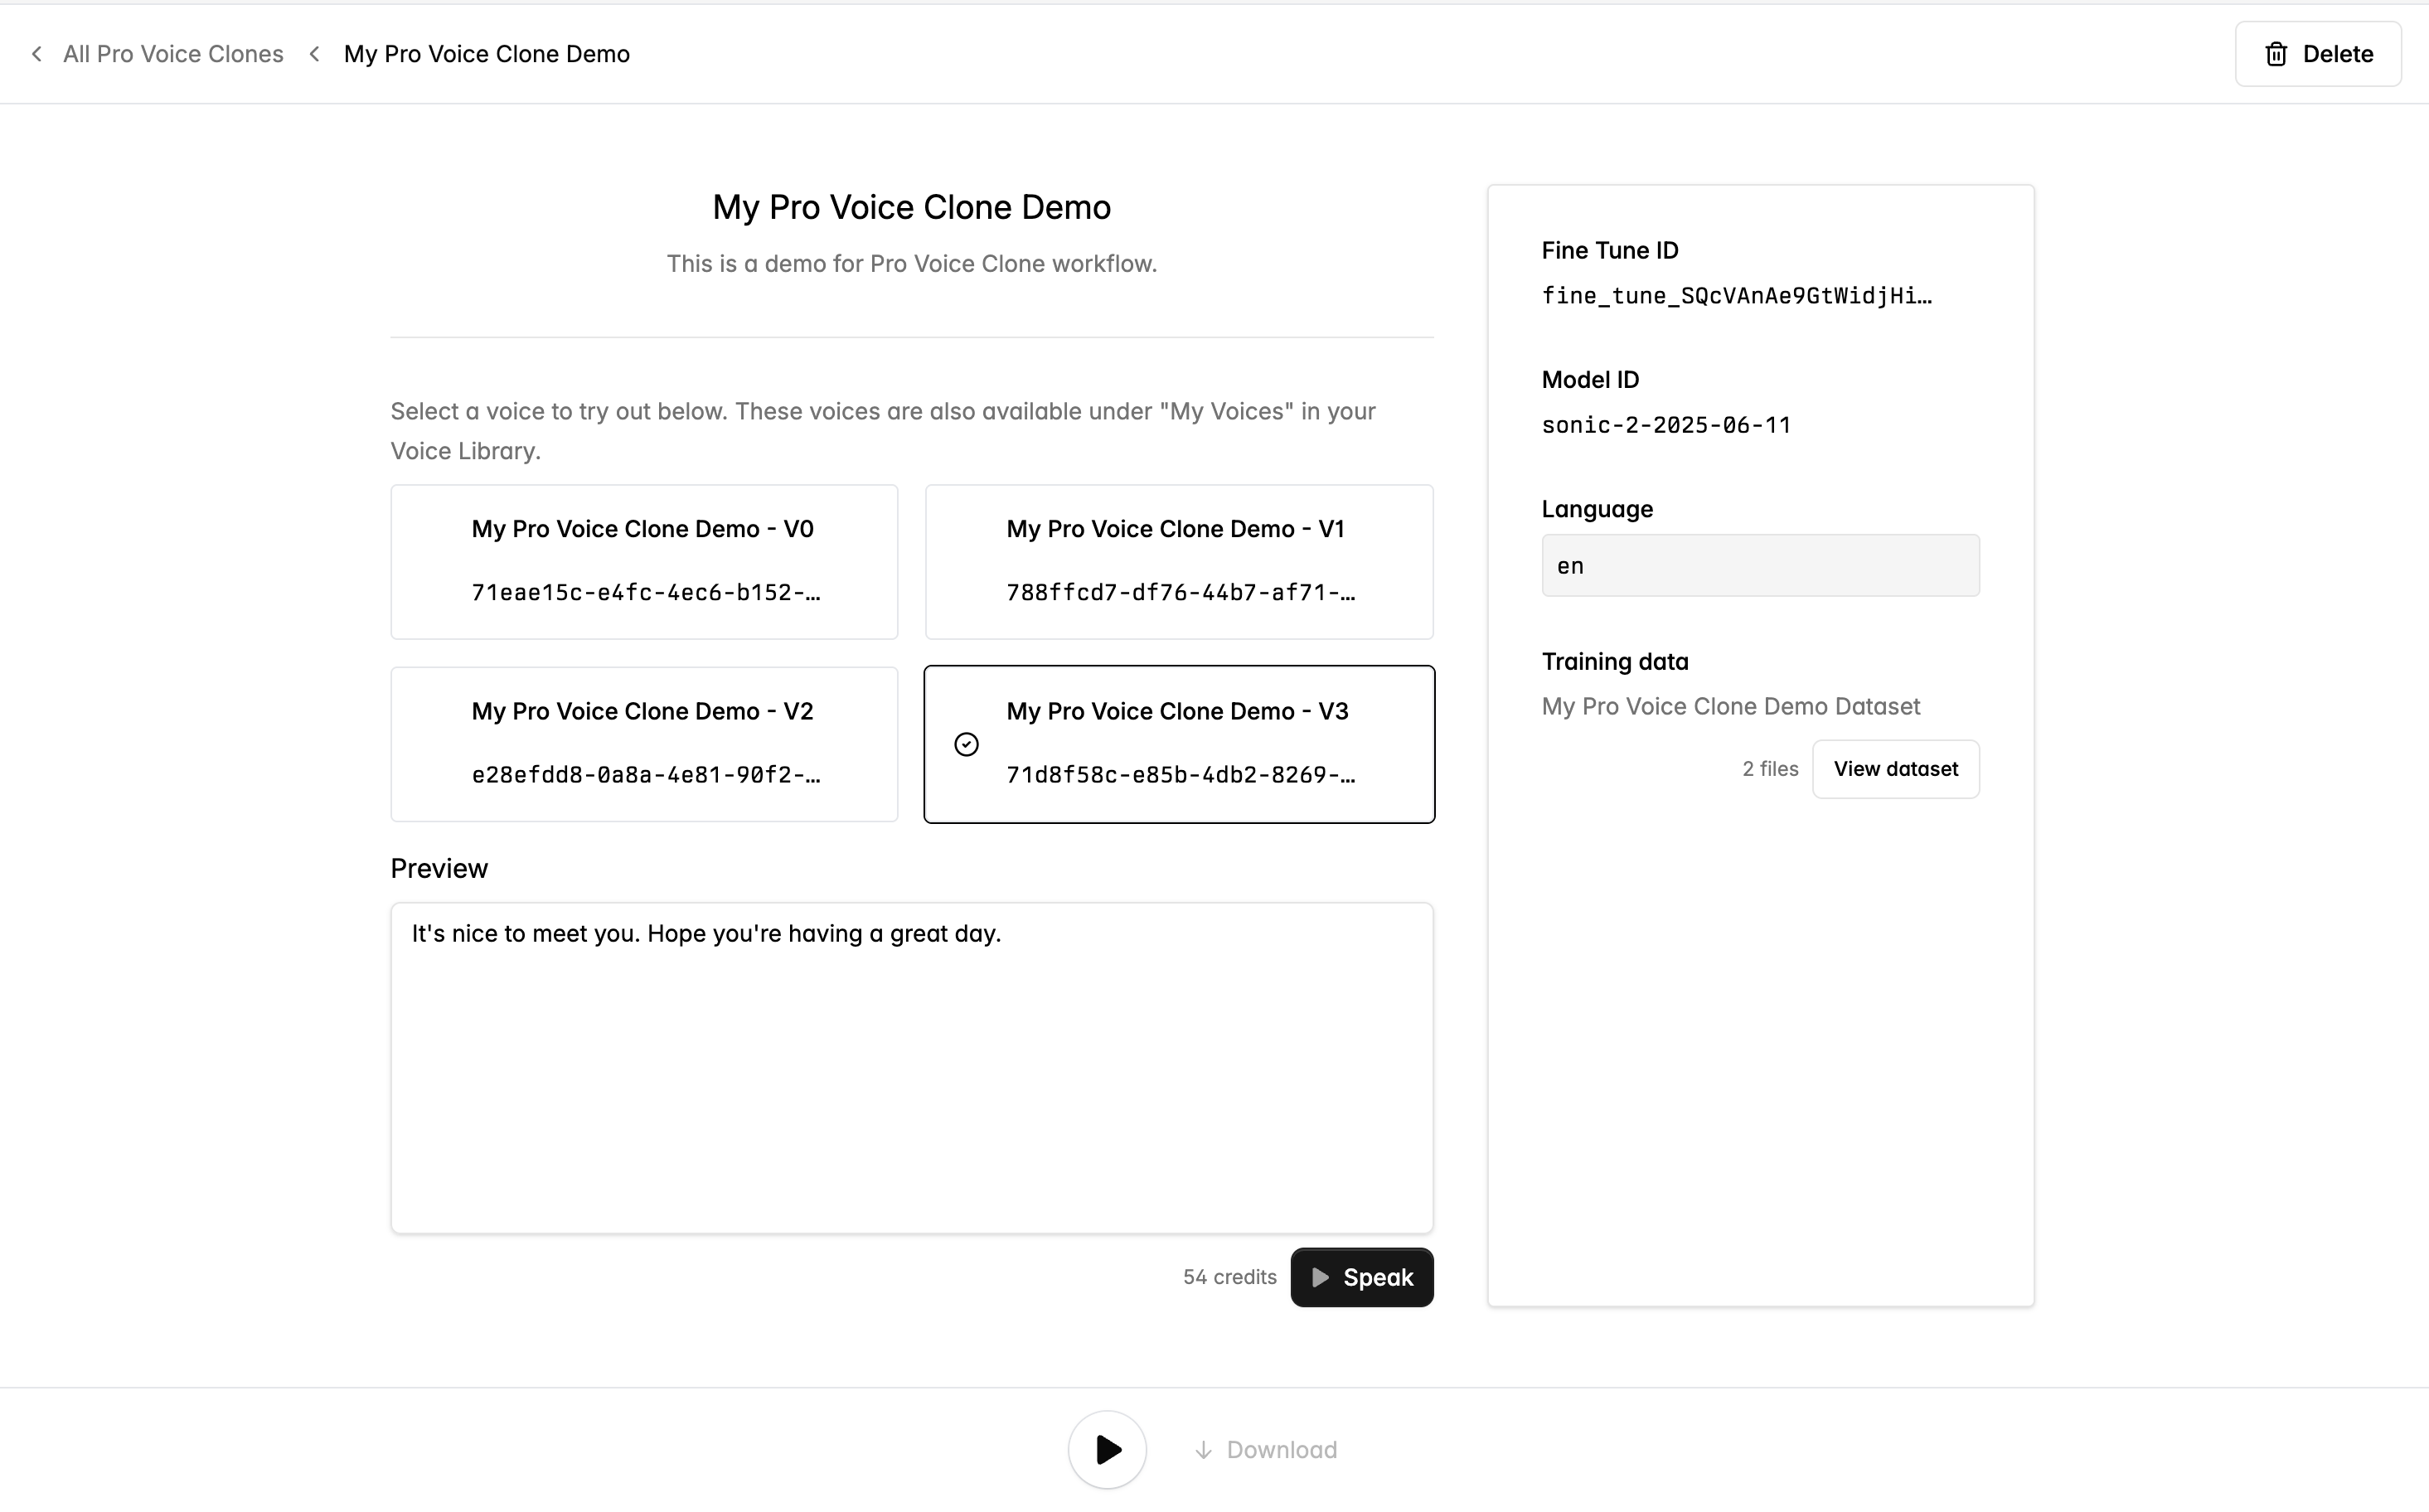 All Pro Voice Clones
My Pro Voice Clone Demo
Delete
My Pro Voice Clone Demo
This is a demo for Pro Voice Clone workflow.
Select a voice to try out below. These voices are also available under "My Voices" in your
Voice Library.
My Pro Voice Clone Demo - V0
71eae15c-e4fc-4ec6-b152-…
My Pro Voice Clone Demo - V1
788ffcd7-df76-44b7-af71-…
My Pro Voice Clone Demo - V2
e28efdd8-0a8a-4e81-90f2-…
My Pro Voice Clone Demo - V3
71d8f58c-e85b-4db2-8269-…
Preview
It's nice to meet you. Hope you're having a great day.
54 credits
Speak
Fine Tune ID
fine_tune_SQcVAnAe9GtWidjHi…
Model ID
sonic-2-2025-06-11
Language
en
Training data
My Pro Voice Clone Demo Dataset
2 files
View dataset
Download